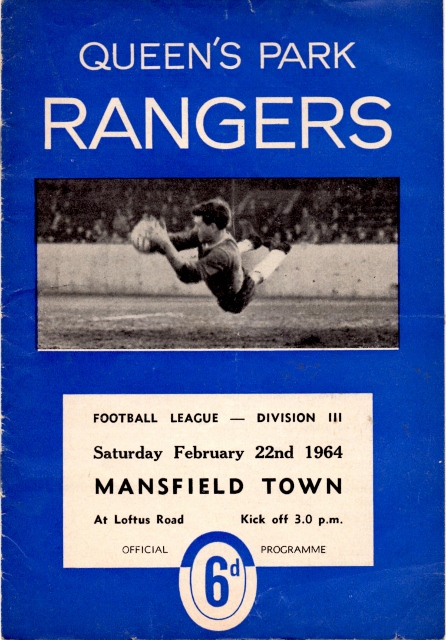 QUEEN'S PARK
RANGERS
FOOTBALL LEAGUE — DIVISION III
Saturday February 22nd 1964
MANSFIELD TOWN
At Loftus Road Kick off 3.0 p.m.
OFFICIAL PROGRAMME
6d